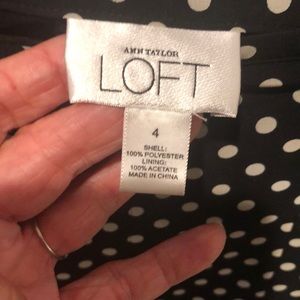 ANN TAYLOR
LOFT
4
SHELL:
100% POLYESTER
LINING:
100% ACETATE
MADE IN CHINA